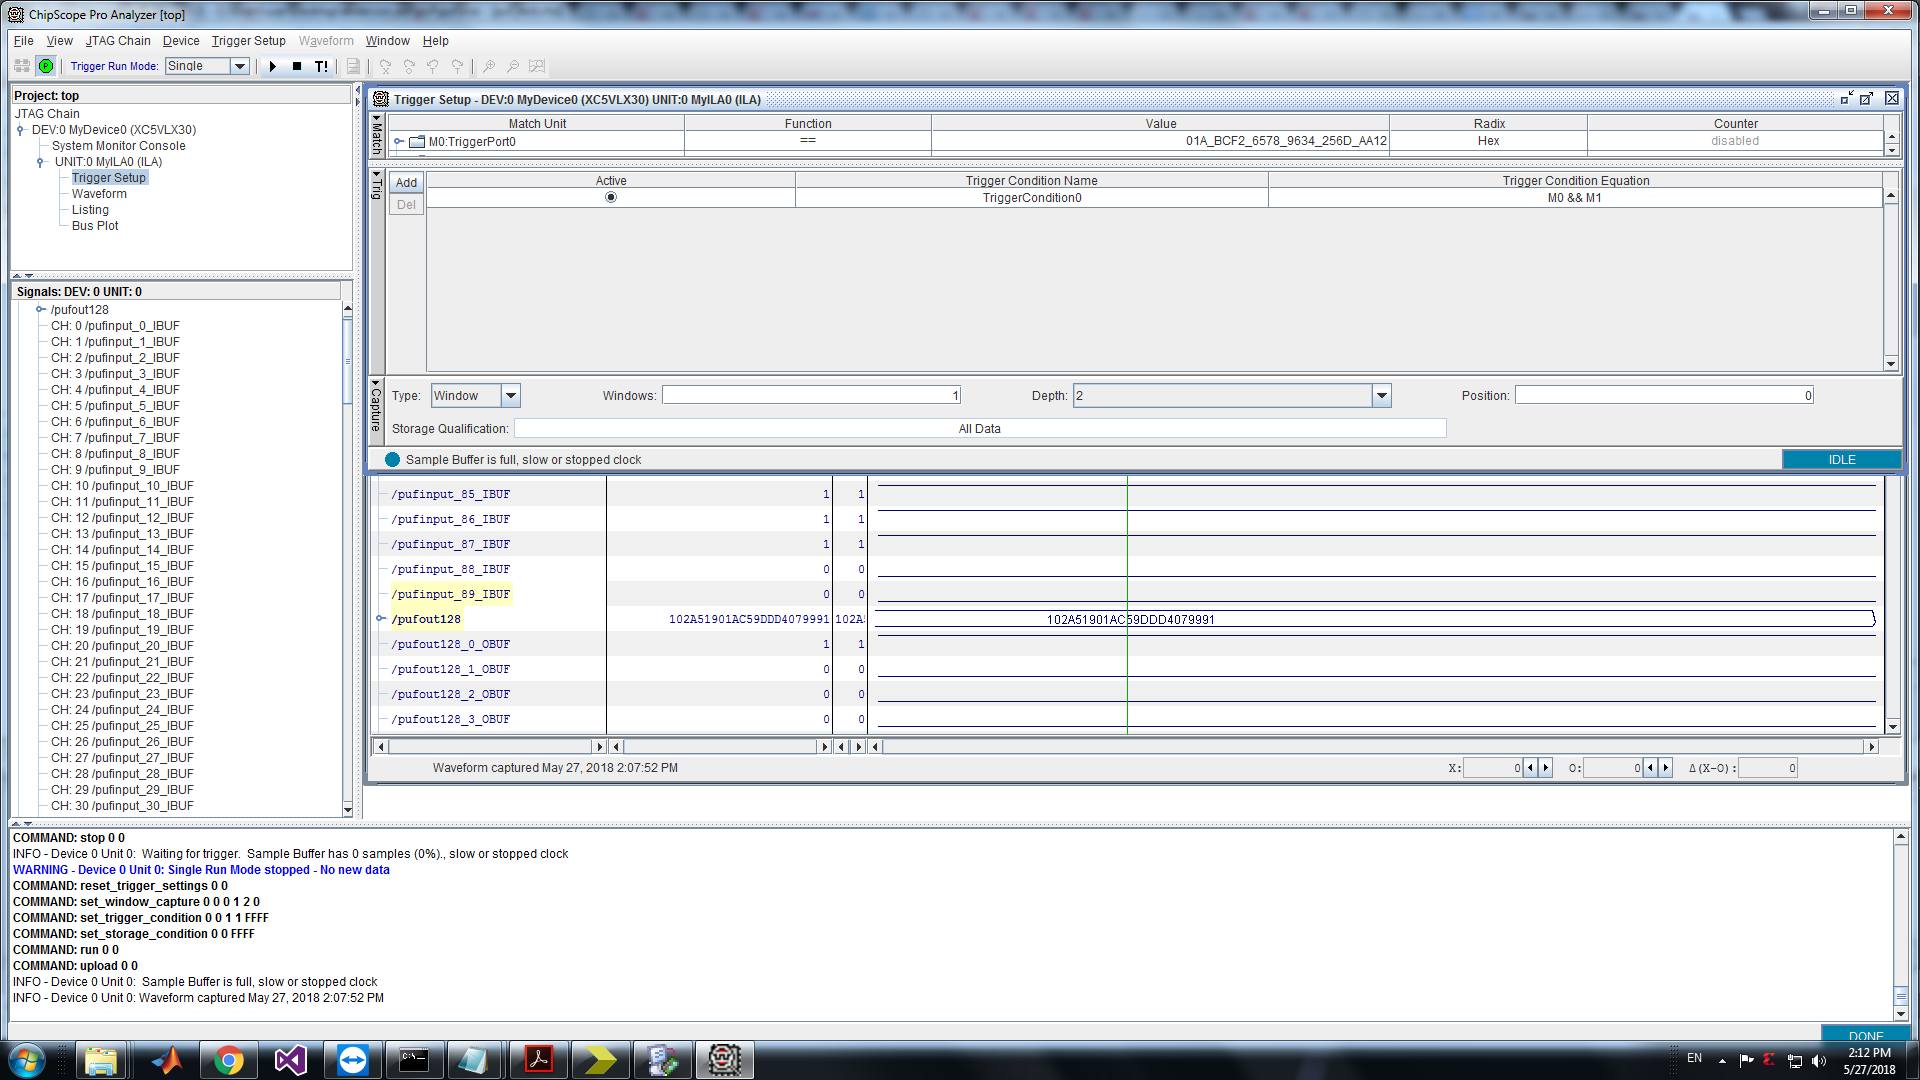 ChipScope Pro Analyzer [top]
File View JTAG Chain Device Trigger Setup Waveform Window Help
Trigger Run Mode: Single T!
Project: top
JTAG Chain
DEV:0 MyDevice0 (XC5VLX30)
System Monitor Console
UNIT:0 MyILA0 (ILA)
Trigger Setup
Waveform
Listing
Bus Plot
Signals: DEV: 0 UNIT: 0
/pufout128
CH: 0 /pufinput_0_IBUF
CH: 1 /pufinput_1_IBUF
CH: 2 /pufinput_2_IBUF
CH: 3 /pufinput_3_IBUF
CH: 4 /pufinput_4_IBUF
CH: 5 /pufinput_5_IBUF
CH: 6 /pufinput_6_IBUF
CH: 7 /pufinput_7_IBUF
CH: 8 /pufinput_8_IBUF
CH: 9 /pufinput_9_IBUF
CH: 10 /pufinput_10_IBUF
CH: 11 /pufinput_11_IBUF
CH: 12 /pufinput_12_IBUF
CH: 13 /pufinput_13_IBUF
CH: 14 /pufinput_14_IBUF
CH: 15 /pufinput_15_IBUF
CH: 16 /pufinput_16_IBUF
CH: 17 /pufinput_17_IBUF
CH: 18 /pufinput_18_IBUF
CH: 19 /pufinput_19_IBUF
CH: 20 /pufinput_20_IBUF
CH: 21 /pufinput_21_IBUF
CH: 22 /pufinput_22_IBUF
CH: 23 /pufinput_23_IBUF
CH: 24 /pufinput_24_IBUF
CH: 25 /pufinput_25_IBUF
CH: 26 /pufinput_26_IBUF
CH: 27 /pufinput_27_IBUF
CH: 28 /pufinput_28_IBUF
CH: 29 /pufinput_29_IBUF
CH: 30 /pufinput_30_IBUF
Trigger Setup - DEV:0 MyDevice0 (XC5VLX30) UNIT:0 MyILA0 (ILA)
Match
Match Unit Function Value Radix Counter
M0:TriggerPort0 == 01A_BCF2_6578_9634_256D_AA12 Hex disabled
Trig
Add Active Trigger Condition Name Trigger Condition Equation
Del TriggerCondition0 M0 && M1
Capture
Type: Window Windows: 1 Depth: 2 Position: 0
Storage Qualification: All Data
Sample Buffer is full, slow or stopped clock IDLE
/pufinput_85_IBUF 1 1
/pufinput_86_IBUF 1 1
/pufinput_87_IBUF 1 1
/pufinput_88_IBUF 0 0
/pufinput_89_IBUF 0 0
/pufout128 102A51901AC59DDD4079991 102A 102A51901AC59DDD4079991
/pufout128_0_OBUF 1 1
/pufout128_1_OBUF 0 0
/pufout128_2_OBUF 0 0
/pufout128_3_OBUF 0 0
Waveform captured May 27, 2018 2:07:52 PM X: 0 O: 0 Δ(X-O): 0
COMMAND: stop 0 0
INFO - Device 0 Unit 0: Waiting for trigger. Sample Buffer has 0 samples (0%)., slow or stopped clock
WARNING - Device 0 Unit 0: Single Run Mode stopped - No new data
COMMAND: reset_trigger_settings 0 0
COMMAND: set_window_capture 0 0 0 1 2 0
COMMAND: set_trigger_condition 0 0 1 1 FFFF
COMMAND: set_storage_condition 0 0 FFFF
COMMAND: run 0 0
COMMAND: upload 0 0
INFO - Device 0 Unit 0: Sample Buffer is full, slow or stopped clock
INFO - Device 0 Unit 0: Waveform captured May 27, 2018 2:07:52 PM
DONE
EN
2:12 PM
5/27/2018